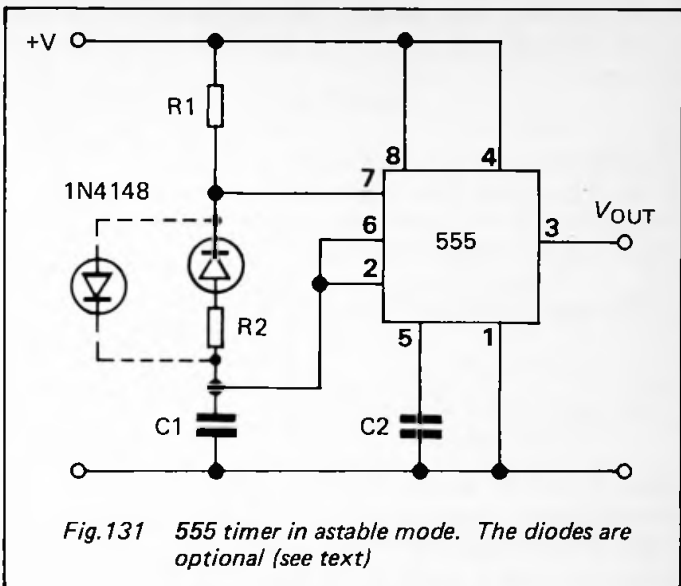 +V
R1
8
4
1N4148
7
VOUT
6
555
3
2
R2
5
1
C1
C2
Fig.131 555 timer in astable mode. The diodes are
optional (see text)